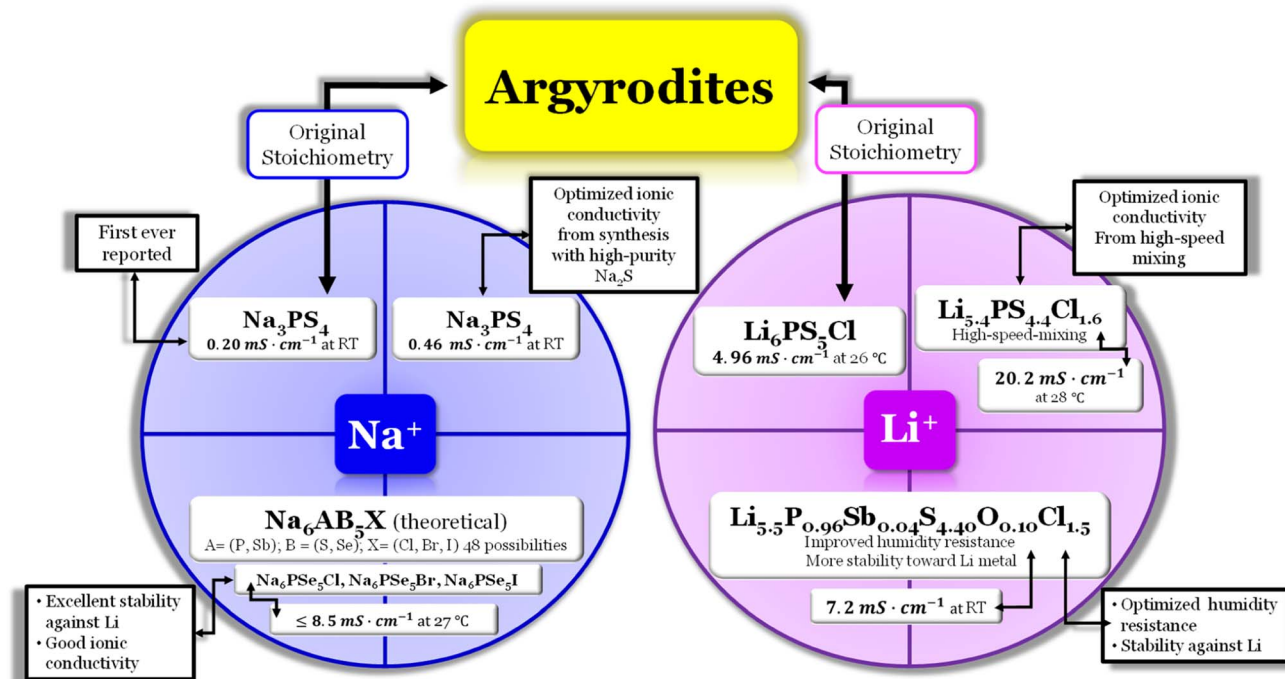 Argyrodites
Original
Stoichiometry
Original
Stoichiometry
First ever
reported
Optimized ionic
conductivity
from synthesis
with high-purity
Na₂S
Optimized ionic
conductivity
From high-speed
mixing
Na₃PS₄
0.20 mS · cm⁻¹ at RT
Na₃PS₄
0.46 mS · cm⁻¹ at RT
Li₆PS₅Cl
4.96 mS · cm⁻¹ at 26 °C
Li₅.₄PS₄.₄Cl₁.₆
High-speed-mixing
20.2 mS · cm⁻¹
at 28 °C
Na⁺
Li⁺
Na₆AB₅X (theoretical)
A= (P, Sb); B = (S, Se); X= (Cl, Br, I) 48 possibilities
Na₆PSe₅Cl, Na₆PSe₅Br, Na₆PSe₅I
≤ 8.5 mS · cm⁻¹ at 27 °C
• Excellent stability
against Li
• Good ionic
conductivity
Li₅.₅P₀.₉₆Sb₀.₀₄S₄.₄₀O₀.₁₀Cl₁.₅
Improved humidity resistance
More stability toward Li metal
7.2 mS · cm⁻¹ at RT
• Optimized humidity
resistance
• Stability against Li